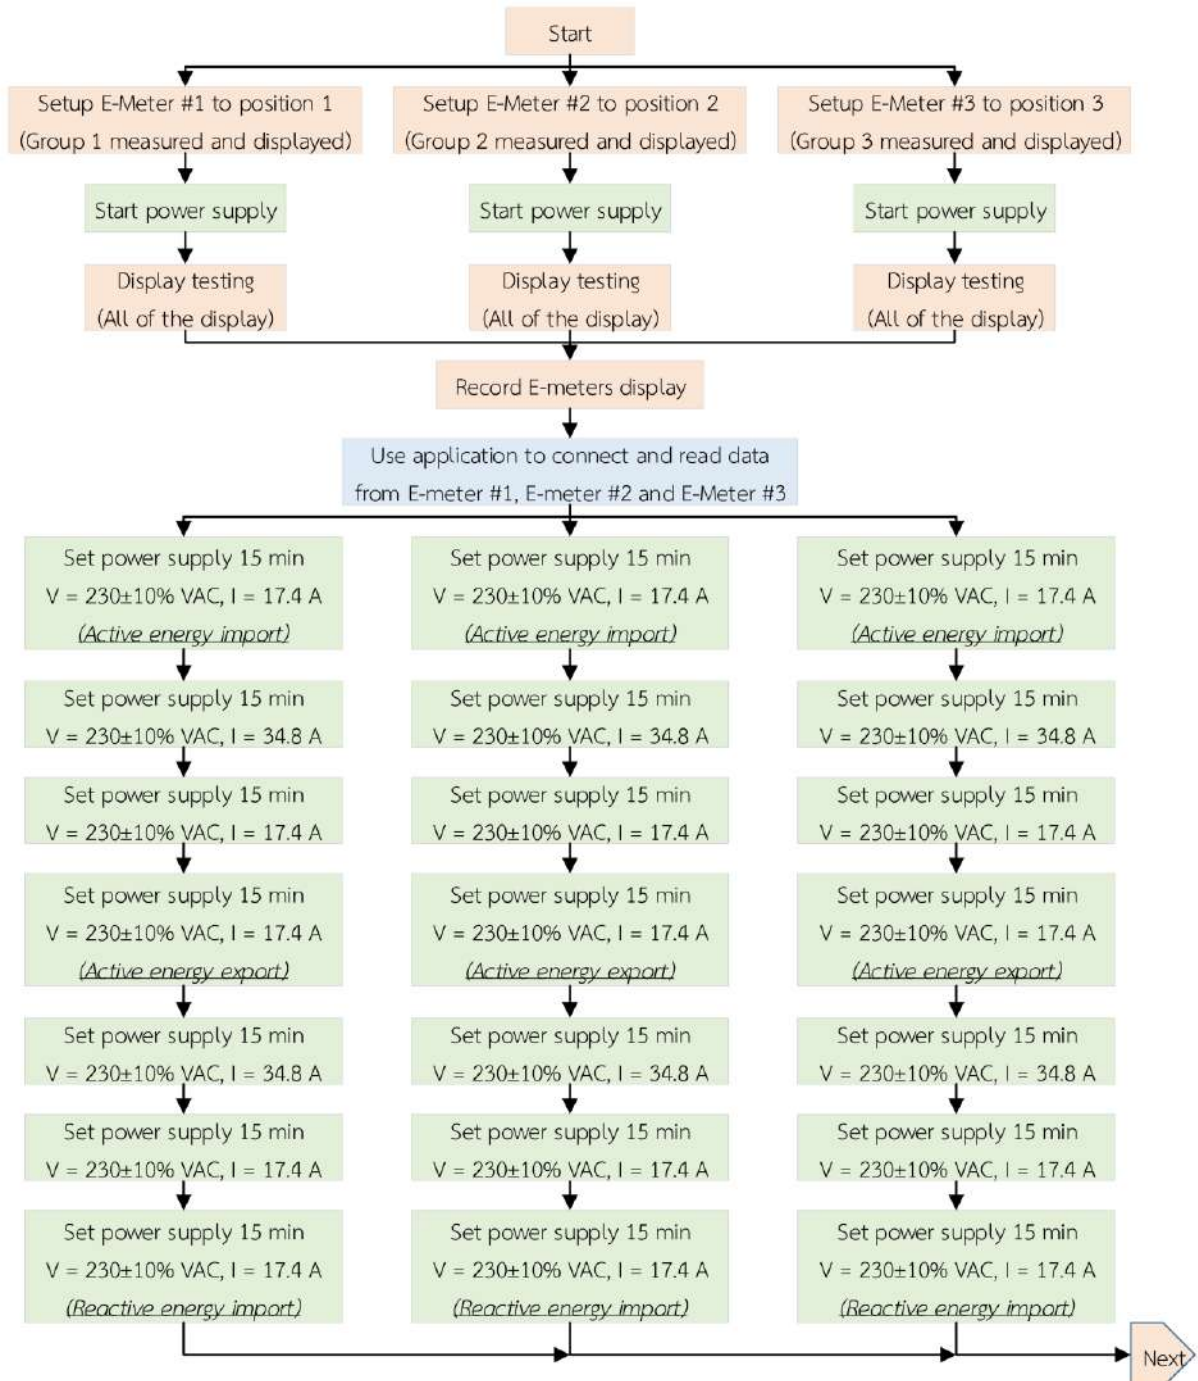 Start
Setup E-Meter #1 to position 1
(Group 1 measured and displayed)
Setup E-Meter #2 to position 2
(Group 2 measured and displayed)
Setup E-Meter #3 to position 3
(Group 3 measured and displayed)
Start power supply
Start power supply
Start power supply
Display testing
(All of the display)
Display testing
(All of the display)
Display testing
(All of the display)
Record E-meters display
Use application to connect and read data
from E-meter #1, E-meter #2 and E-Meter #3
Set power supply 15 min
V = 230±10% VAC, I = 17.4 A
(Active energy import)
Set power supply 15 min
V = 230±10% VAC, I = 17.4 A
(Active energy import)
Set power supply 15 min
V = 230±10% VAC, I = 17.4 A
(Active energy import)
Set power supply 15 min
V = 230±10% VAC, I = 34.8 A
Set power supply 15 min
V = 230±10% VAC, I = 34.8 A
Set power supply 15 min
V = 230±10% VAC, I = 34.8 A
Set power supply 15 min
V = 230±10% VAC, I = 17.4 A
Set power supply 15 min
V = 230±10% VAC, I = 17.4 A
Set power supply 15 min
V = 230±10% VAC, I = 17.4 A
Set power supply 15 min
V = 230±10% VAC, I = 17.4 A
(Active energy export)
Set power supply 15 min
V = 230±10% VAC, I = 17.4 A
(Active energy export)
Set power supply 15 min
V = 230±10% VAC, I = 17.4 A
(Active energy export)
Set power supply 15 min
V = 230±10% VAC, I = 34.8 A
Set power supply 15 min
V = 230±10% VAC, I = 34.8 A
Set power supply 15 min
V = 230±10% VAC, I = 34.8 A
Set power supply 15 min
V = 230±10% VAC, I = 17.4 A
Set power supply 15 min
V = 230±10% VAC, I = 17.4 A
Set power supply 15 min
V = 230±10% VAC, I = 17.4 A
Set power supply 15 min
V = 230±10% VAC, I = 17.4 A
(Reactive energy import)
Set power supply 15 min
V = 230±10% VAC, I = 17.4 A
(Reactive energy import)
Set power supply 15 min
V = 230±10% VAC, I = 17.4 A
(Reactive energy import)
Next